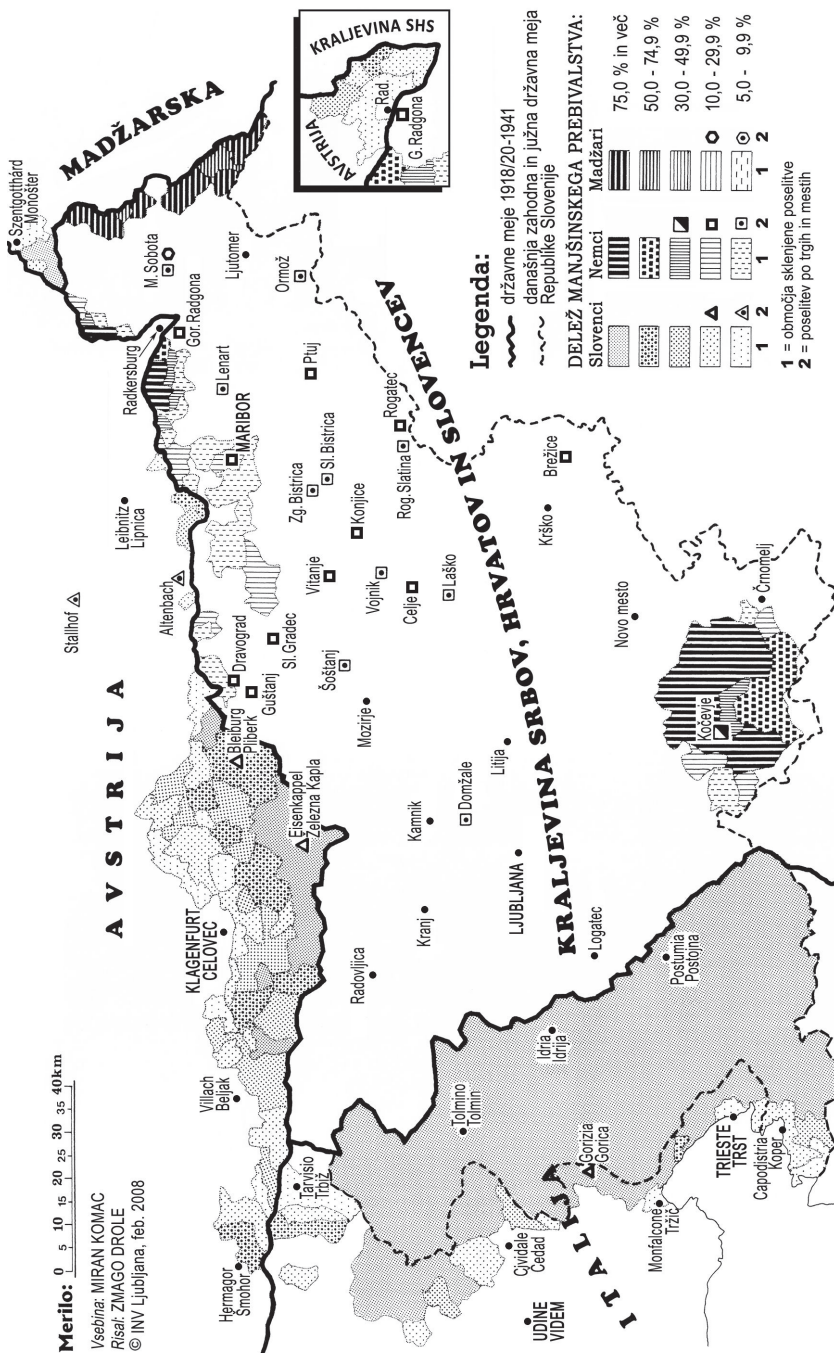 Merilo:
0 5 10 15 20 25 30 35 40km
Vsebina: MIRAN KOMAC
Risal: ZMAGO DROLE
© INV Ljubljana, feb. 2008
AVSTRIJA
MADŽARSKA
ITALIJA
KRALJEVINA SRBOV, HRVATOV IN SLOVENCEV
Hermagor
Šmohor
Villach
Beljak
KLAGENFURT
CELOVEC
Tarvisio
Trbiž
Eisenkappel
Železna Kapla
Bleiburg
Pliberk
Stallhof
Altenbach
Leibnitz
Lipnica
Radkersburg
Szentgotthárd
Monošter
Gor. Radgona
M.Sobota
Ljutomer
Ormož
Lenart
Ptuj
MARIBOR
Dravograd
Guštanj
Sl. Gradec
Šoštanj
Mozirje
Vitanje
Zg. Bistrica
Sl. Bistrica
Konjice
Vojnik
Celje
Laško
Rog. Slatina
Rogatec
Radovljica
Kranj
Kamnik
Domžale
Litija
LJUBLJANA
Logatec
Krško
Brežice
Novo mesto
Črnomelj
Kočevje
Tolmino
Tolmin
Idria
Idrija
Postumia
Postojna
Cividale
Čedad
UDINE
VIDEM
Gorizia
Gorica
Monfalcone
Tržič
TRIESTE
TRST
Capodistria
Koper
KRALJEVINA SHS
AVSTRIJA
Rad.
G. Radgona
Legenda:
državne meje 1918/20-1941
današnja zahodna in južna državna meja
Republike Slovenije
DELEŽ MANJŠINSKEGA PREBIVALSTVA:
Slovenci Nemci Madžari
75,0 % in več
50,0 - 74,9 %
30,0 - 49,9 %
10,0 - 29,9 %
5,0 - 9,9 %
1 2 1 2 1 2
1 = območja sklenjene poselitve
2 = poselitev po trgih in mestih